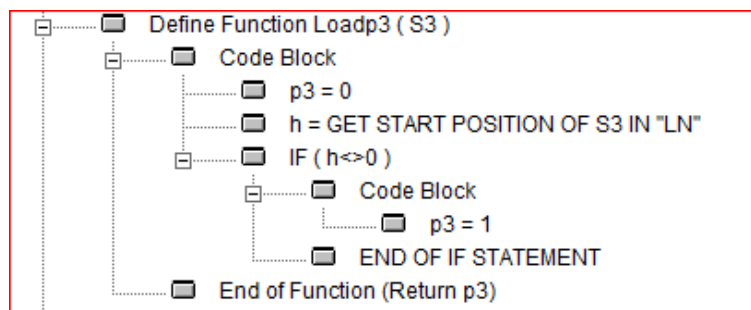 Define Function Loadp3 ( S3 )
Code Block
p3 = 0
h = GET START POSITION OF S3 IN "LN"
IF ( h<>0 )
Code Block
p3 = 1
END OF IF STATEMENT
End of Function (Return p3)